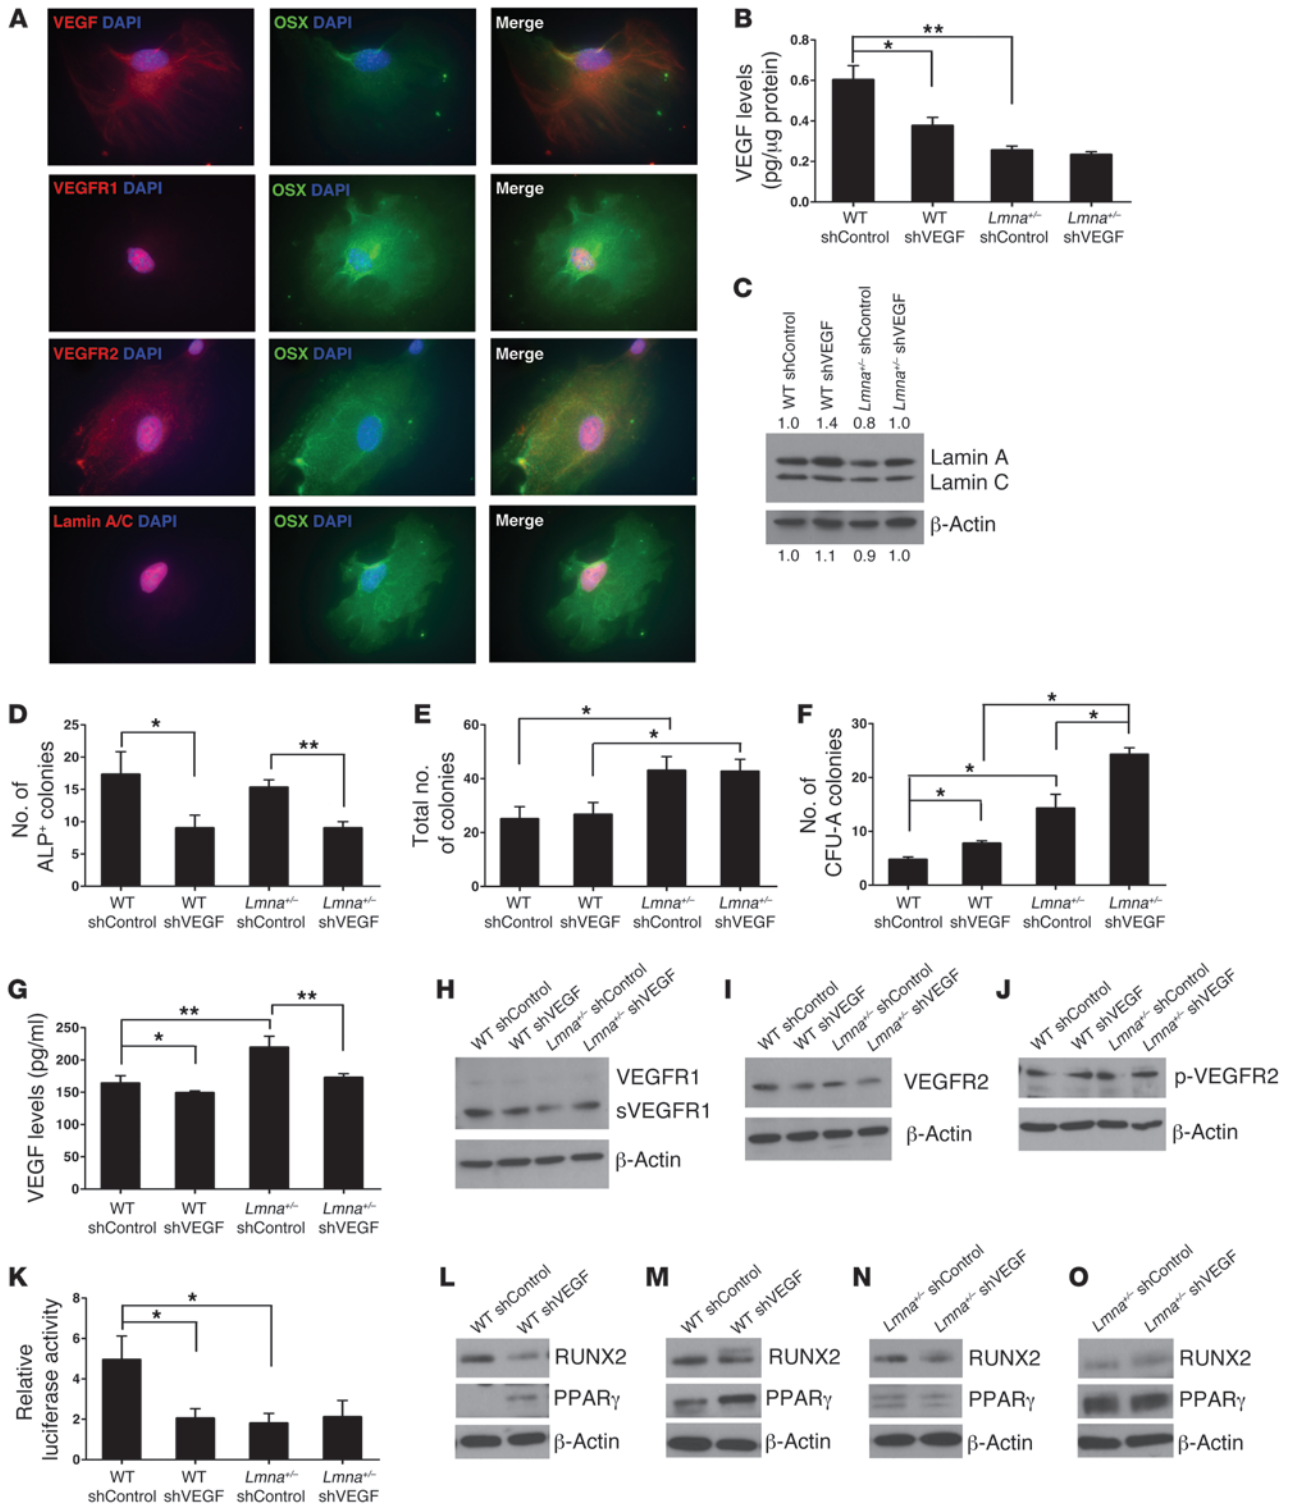 A
VEGF DAPI
OSX DAPI
Merge
VEGFR1 DAPI
OSX DAPI
Merge
VEGFR2 DAPI
OSX DAPI
Merge
Lamin A/C DAPI
OSX DAPI
Merge
B
VEGF levels
(pg/μg protein)
0.8
0.6
0.4
0.2
0.0
*
**
WT
shControl
WT
shVEGF
Lmna+/–
shControl
Lmna+/–
shVEGF
C
WT shControl
WT shVEGF
Lmna+/– shControl
Lmna+/– shVEGF
1.0 1.4 0.8 1.0
Lamin A
Lamin C
β-Actin
1.0 1.1 0.9 1.0
D
No. of
ALP+ colonies
25
20
15
10
5
0
*
**
WT
shControl
WT
shVEGF
Lmna+/–
shControl
Lmna+/–
shVEGF
E
Total no.
of colonies
60
40
20
0
*
*
WT
shControl
WT
shVEGF
Lmna+/–
shControl
Lmna+/–
shVEGF
F
No. of
CFU-A colonies
30
20
10
0
*
*
*
*
WT
shControl
WT
shVEGF
Lmna+/–
shControl
Lmna+/–
shVEGF
G
VEGF levels (pg/ml)
250
200
150
100
50
0
**
**
*
WT
shControl
WT
shVEGF
Lmna+/–
shControl
Lmna+/–
shVEGF
H
WT shControl
WT shVEGF
Lmna+/– shControl
Lmna+/– shVEGF
VEGFR1
sVEGFR1
β-Actin
I
WT shControl
WT shVEGF
Lmna+/– shControl
Lmna+/– shVEGF
VEGFR2
β-Actin
J
WT shControl
WT shVEGF
Lmna+/– shControl
Lmna+/– shVEGF
p-VEGFR2
β-Actin
K
Relative
luciferase activity
8
6
4
2
0
*
*
WT
shControl
WT
shVEGF
Lmna+/–
shControl
Lmna+/–
shVEGF
L
WT shControl
WT shVEGF
RUNX2
PPARγ
β-Actin
M
WT shControl
WT shVEGF
RUNX2
PPARγ
β-Actin
N
Lmna+/– shControl
Lmna+/– shVEGF
RUNX2
PPARγ
β-Actin
O
Lmna+/– shControl
Lmna+/– shVEGF
RUNX2
PPARγ
β-Actin